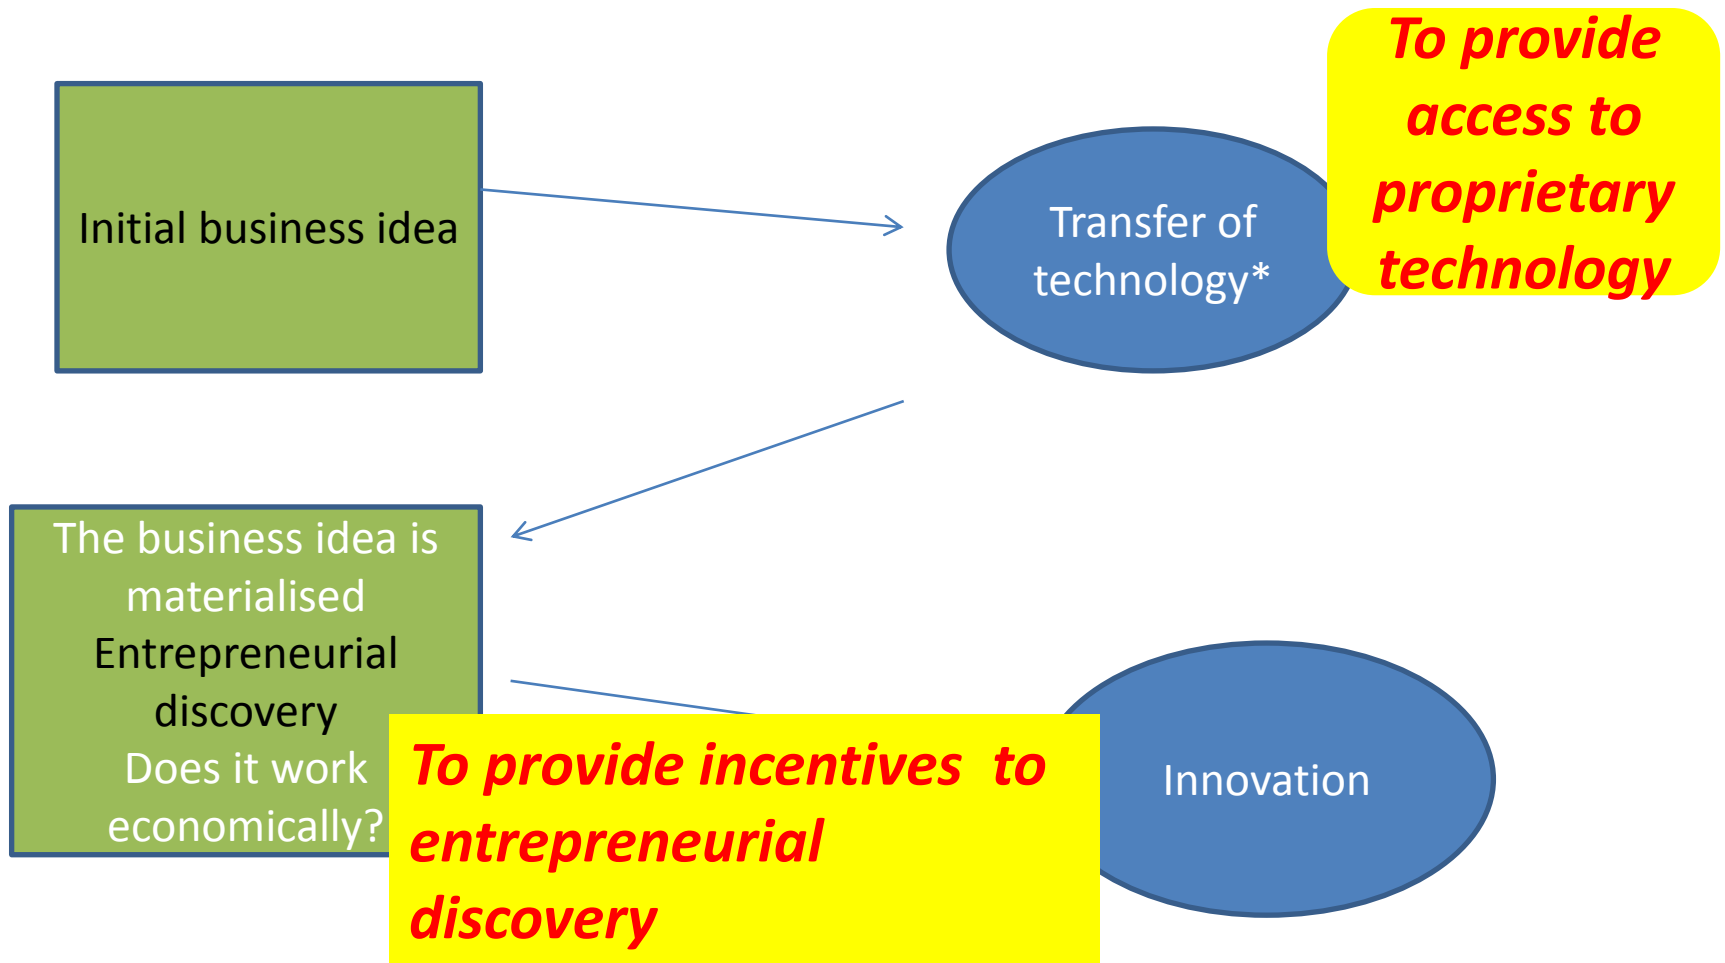 Initial business idea
Transfer of
technology*
To provide
access to
proprietary
technology
The business idea is
materialised
Entrepreneurial
discovery
Does it work
economically?
To provide incentives  to
entrepreneurial
discovery
Innovation